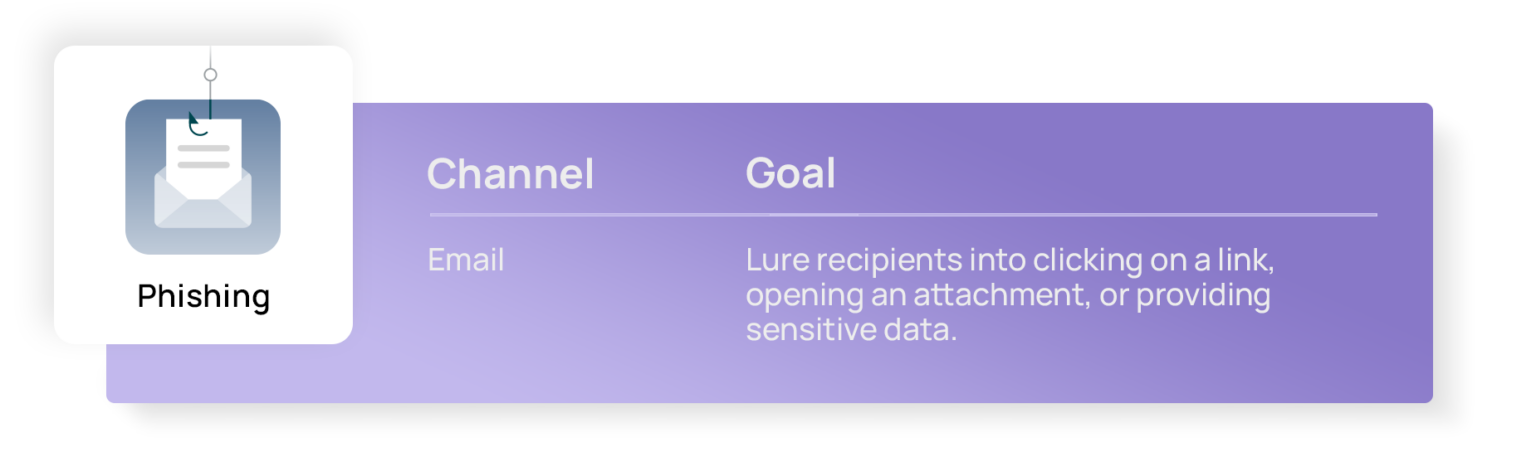 Phishing
Channel
Goal
Email
Lure recipients into clicking on a link,
opening an attachment, or providing
sensitive data.